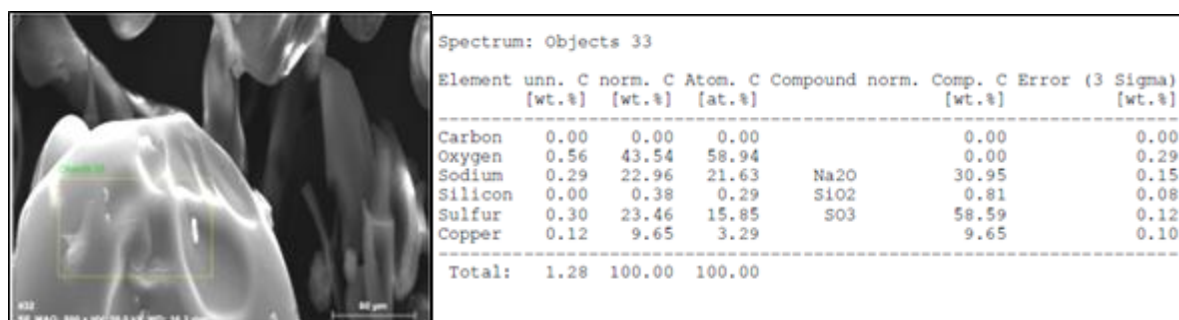 Spectrum: Objects 33
Element unn. C norm. C Atom. C Compound norm. Comp. C Error (3 Sigma)
[wt.%] [wt.%] [at.%] [wt.%] [wt.%]
Carbon 0.00 0.00 0.00 0.00 0.00
Oxygen 0.56 43.54 58.94 0.00 0.29
Sodium 0.29 22.96 21.63 Na2O 30.95 0.15
Silicon 0.00 0.38 0.29 SiO2 0.81 0.08
Sulfur 0.30 23.46 15.85 SO3 58.59 0.12
Copper 0.12 9.65 3.29 9.65 0.10
Total: 1.28 100.00 100.00
Objects